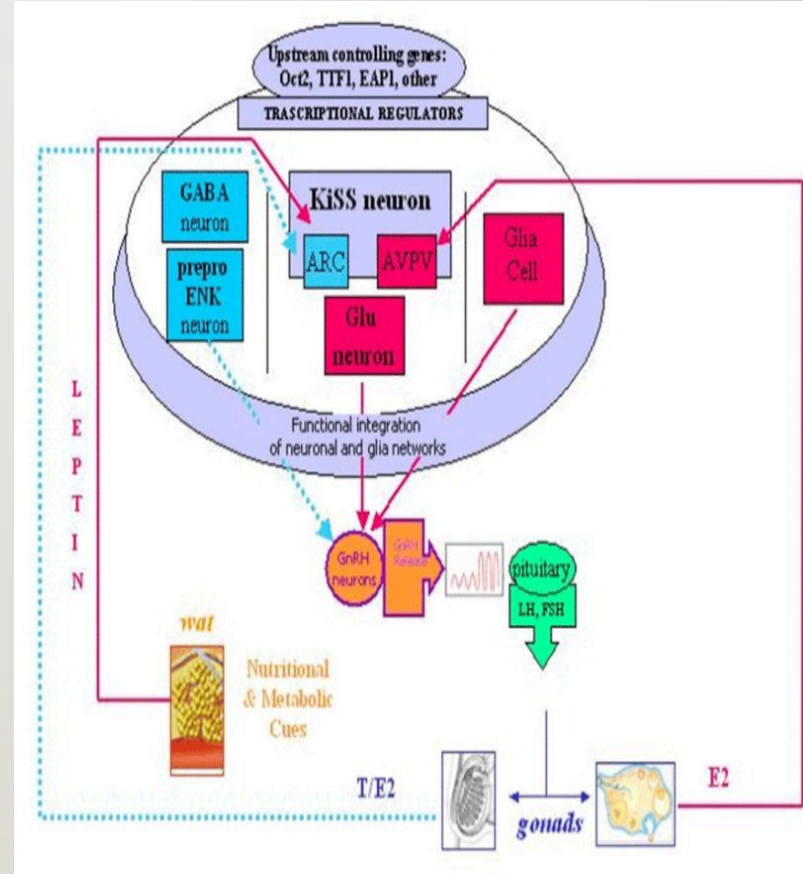 Upstream controlling genes:
Oct2, TTF1, EAP1, other
TRASCRIPTIONAL REGULATORS
GABA
neuron
prepro
ENK
neuron
KiSS neuron
ARC
AVPV
Glu
neuron
Glia
Cell
Functional integration
of neuronal and glia networks
GnRH
neurons
GnRH
Release
pituitary
LH, FSH
L
E
P
T
I
N
wat
Nutritional
& Metabolic
Cues
T/E2
gonads
E2